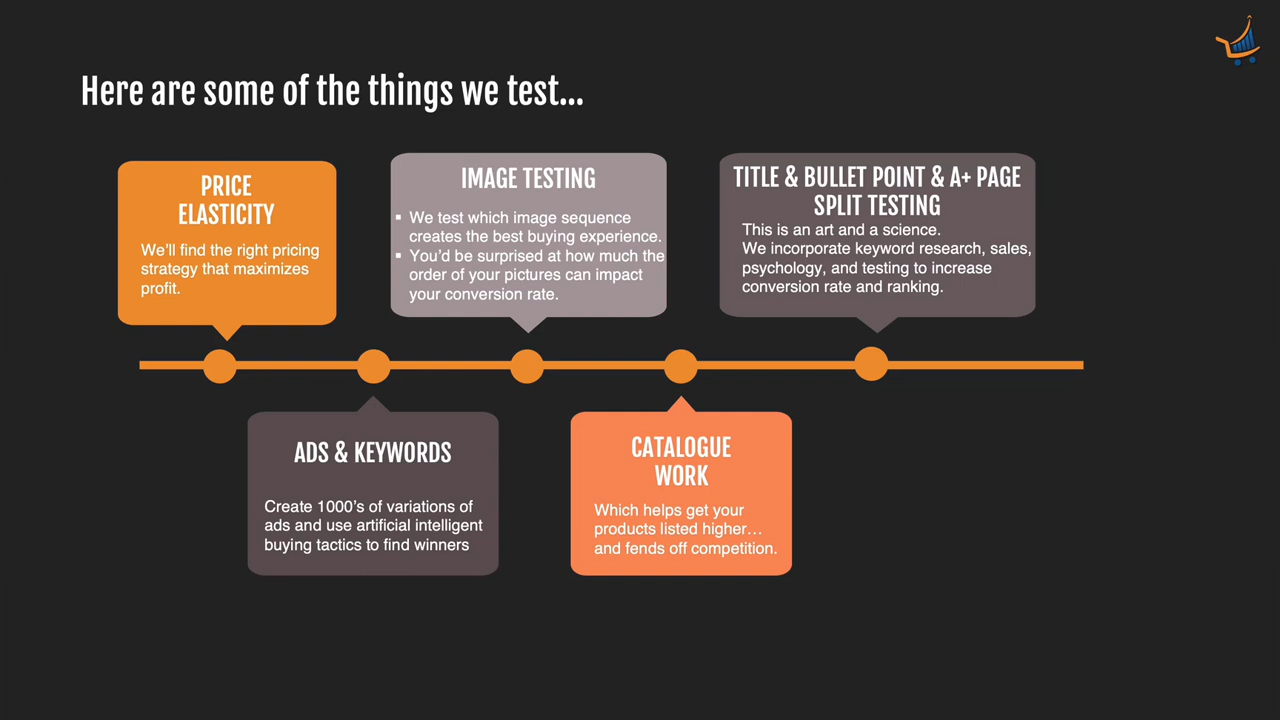 Here are some of the things we test...
PRICE
ELASTICITY
We’ll find the right pricing
strategy that maximizes
profit.
IMAGE TESTING
▪ We test which image sequence
creates the best buying experience.
▪ You’d be surprised at how much the
order of your pictures can impact
your conversion rate.
TITLE & BULLET POINT & A+ PAGE
SPLIT TESTING
This is an art and a science.
We incorporate keyword research, sales,
psychology, and testing to increase
conversion rate and ranking.
ADS & KEYWORDS
Create 1000’s of variations of
ads and use artificial intelligent
buying tactics to find winners
CATALOGUE
WORK
Which helps get your
products listed higher…
and fends off competition.